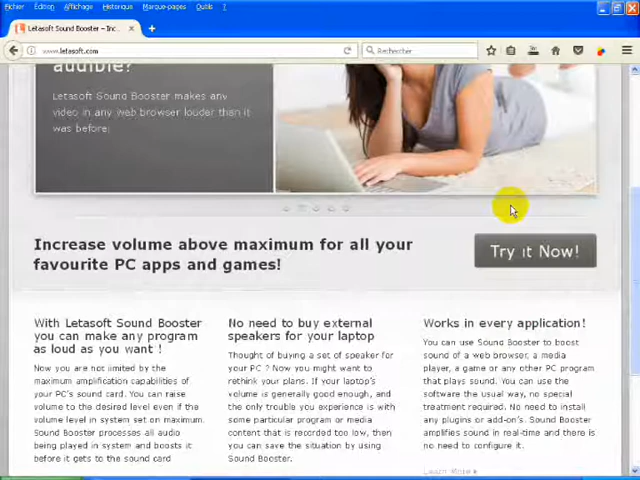 Fichier Édition Affichage Historique Marque-pages Outils ?
Letasoft Sound Booster – Inc...
www.letasoft.com
Rechercher
audible?
Letasoft Sound Booster makes any
video in any web browser louder than it
was before.
Increase volume above maximum for all your
favourite PC apps and games!
Try it Now!
With Letasoft Sound Booster
you can make any program
as loud as you want !
Now you are not limited by the
maximum amplification capabilities of
your PC's sound card. You can raise
volume to the desired level even if the
volume level in system set on maximum.
Sound Booster processes all audio
being played in system and boosts it
before it gets to the sound card
No need to buy external
speakers for your laptop
Thought of buying a set of speaker for
your PC ? Now you might want to
rethink your plans. If your laptop's
volume is generally good enough, and
the only trouble you experience is with
some particular program or media
content that is recorded too low, then
you can save the situation by using
Sound Booster.
Works in every application!
You can use Sound Booster to boost
sound of a web browser, a media
player, a game or any other PC program
that plays sound. You can use the
software the usual way, no special
treatment required. No need to install
any plugins or add-on's. Sound Booster
amplifies sound in real-time and there is
no need to configure it.
Learn More